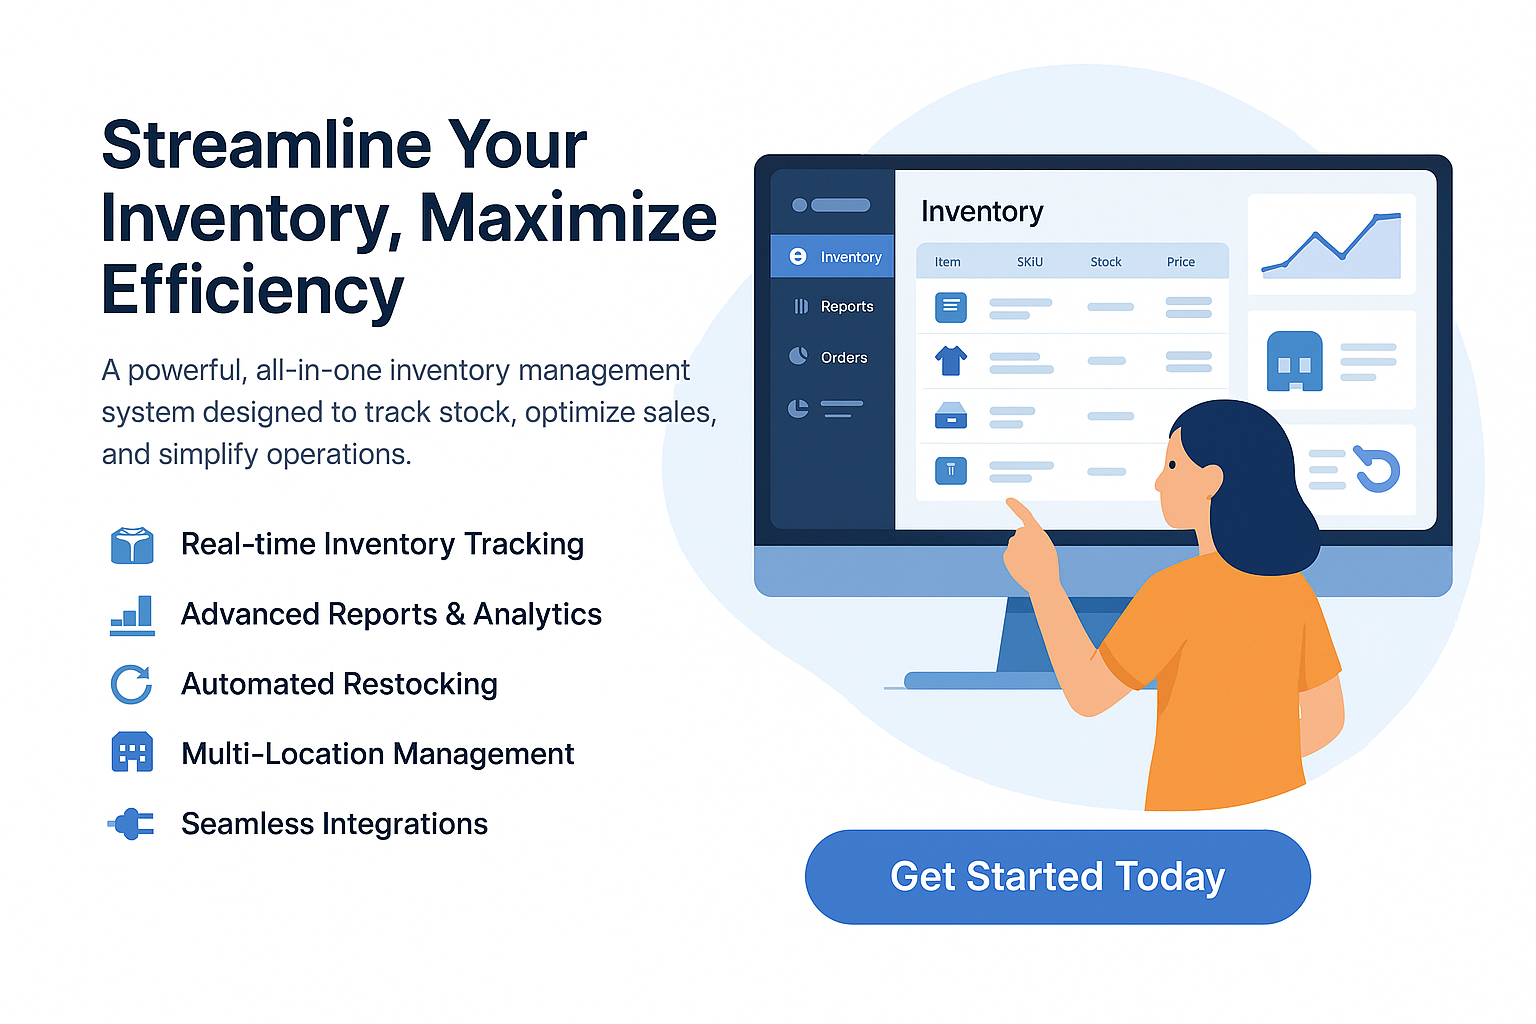 Streamline Your
Inventory, Maximize
Efficiency
A powerful, all-in-one inventory management
system designed to track stock, optimize sales,
and simplify operations.
Real-time Inventory Tracking
Advanced Reports & Analytics
Automated Restocking
Multi-Location Management
Seamless Integrations
Inventory
Reports
Orders
Inventory
Item SKiU Stock Price
Get Started Today